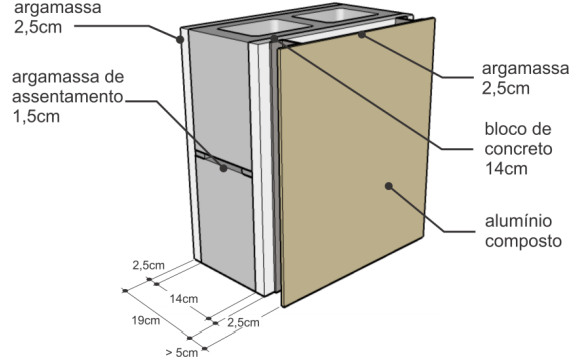 argamassa
2,5cm
argamassa de
assentamento
1,5cm
argamassa
2,5cm
bloco de
concreto
14cm
alumínio
composto
2,5cm
14cm
19cm
2,5cm
> 5cm